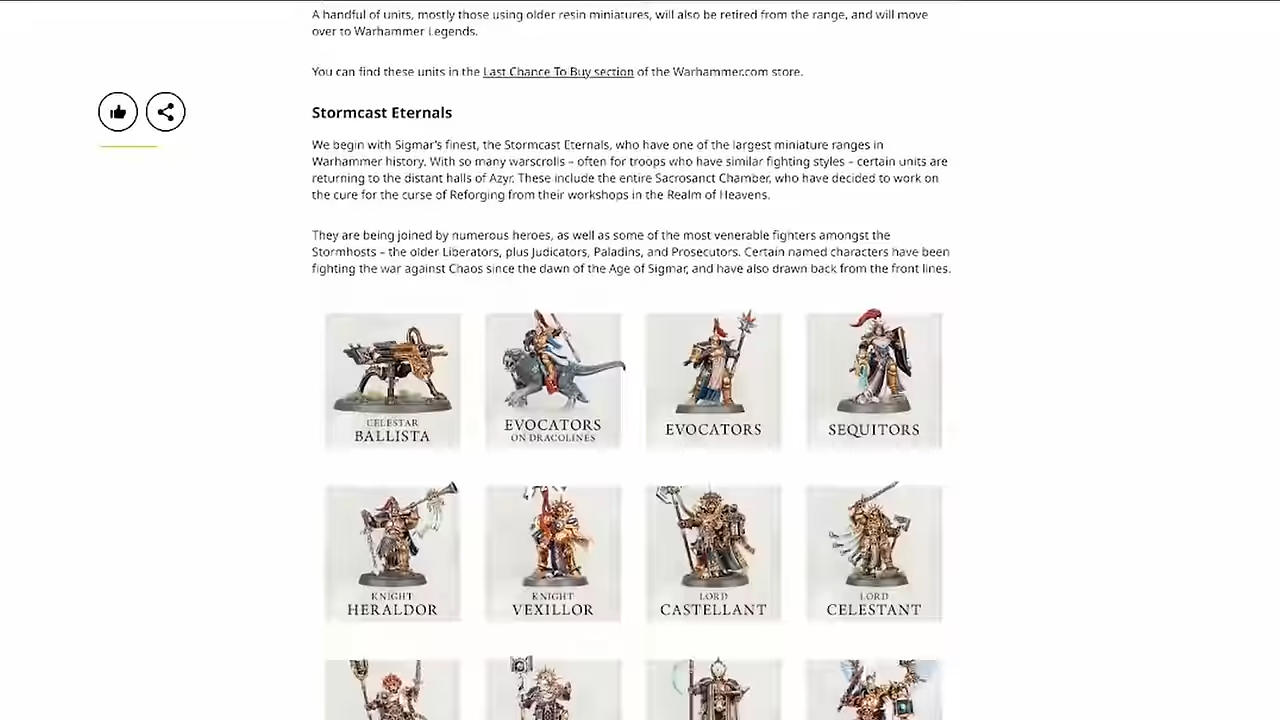 A handful of units, mostly those using older resin miniatures, will also be retired from the range, and will move
over to Warhammer Legends.
You can find these units in the Last Chance To Buy section of the Warhammer.com store.
Stormcast Eternals
We begin with Sigmar's finest, the Stormcast Eternals, who have one of the largest miniature ranges in
Warhammer history. With so many warscrolls – often for troops who have similar fighting styles – certain units are
returning to the distant halls of Azyr. These include the entire Sacrosanct Chamber, who have decided to work on
the cure for the curse of Reforging from their workshops in the Realm of Heavens.
They are being joined by numerous heroes, as well as some of the most venerable fighters amongst the
Stormhosts – the older Liberators, plus Judicators, Paladins, and Prosecutors. Certain named characters have been
fighting the war against Chaos since the dawn of the Age of Sigmar, and have also drawn back from the front lines.
CELESTAR
BALLISTA
EVOCATORS
ON DRACOLINES
EVOCATORS
SEQUITORS
KNIGHT
HERALDOR
KNIGHT
VEXILLOR
LORD
CASTELLANT
LORD
CELESTANT